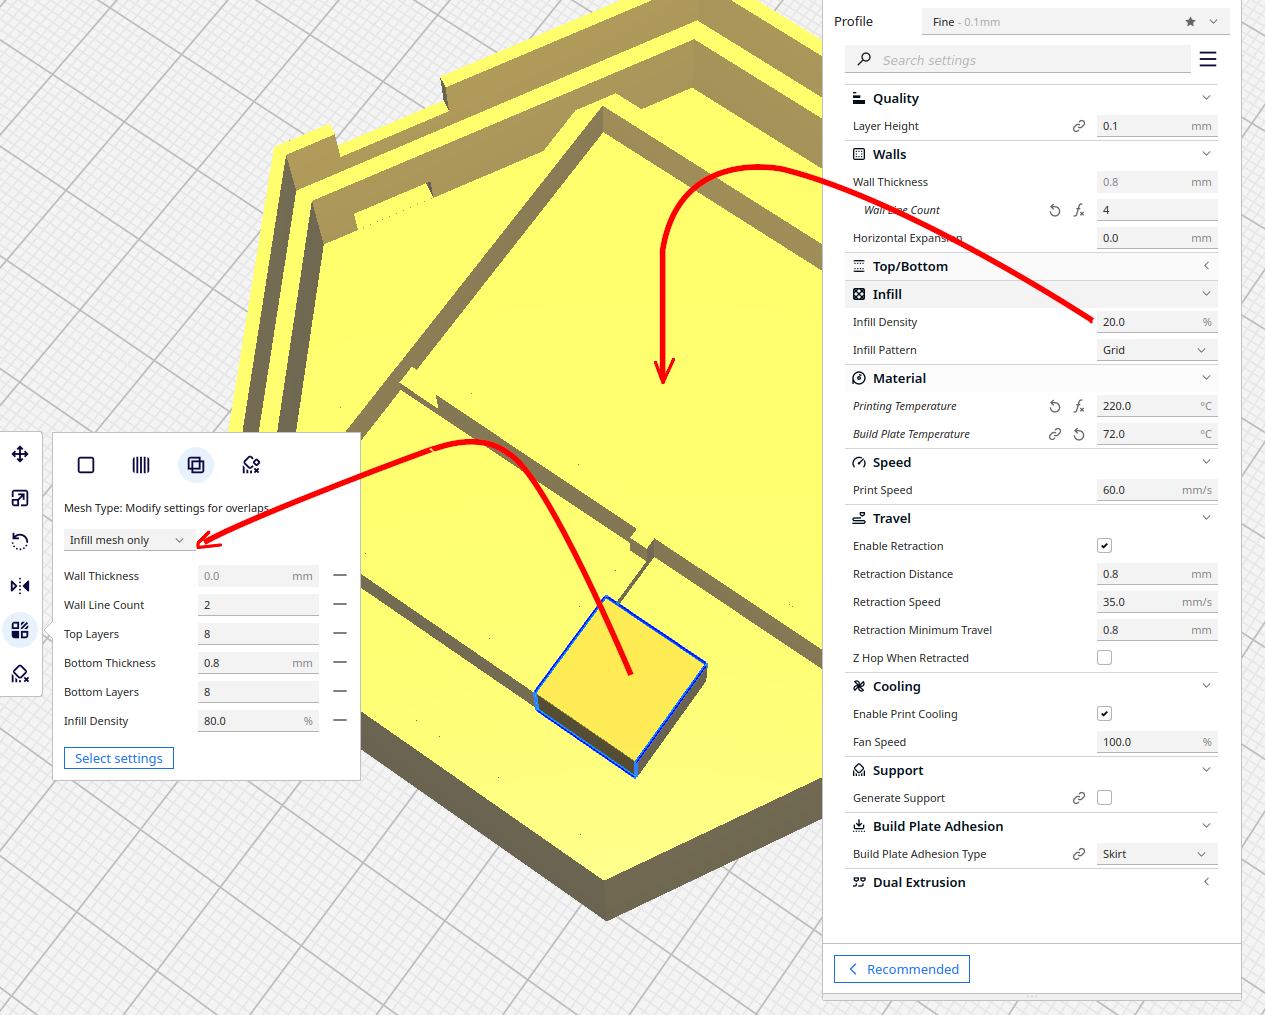 Profile
Fine - 0.1mm
Search settings
Quality
Layer Height 0.1 mm
Walls
Wall Thickness 0.8 mm
Wall Line Count 4
Horizontal Expansion 0.0 mm
Top/Bottom
Infill
Infill Density 20.0 %
Infill Pattern Grid
Material
Printing Temperature 220.0 °C
Build Plate Temperature 72.0 °C
Speed
Print Speed 60.0 mm/s
Travel
Enable Retraction
Retraction Distance 0.8 mm
Retraction Speed 35.0 mm/s
Retraction Minimum Travel 0.8 mm
Z Hop When Retracted
Cooling
Enable Print Cooling
Fan Speed 100.0 %
Support
Generate Support
Build Plate Adhesion
Build Plate Adhesion Type Skirt
Dual Extrusion
Recommended
Mesh Type: Modify settings for overlaps
Infill mesh only
Wall Thickness 0.0 mm
Wall Line Count 2
Top Layers 8
Bottom Thickness 0.8 mm
Bottom Layers 8
Infill Density 80.0 %
Select settings